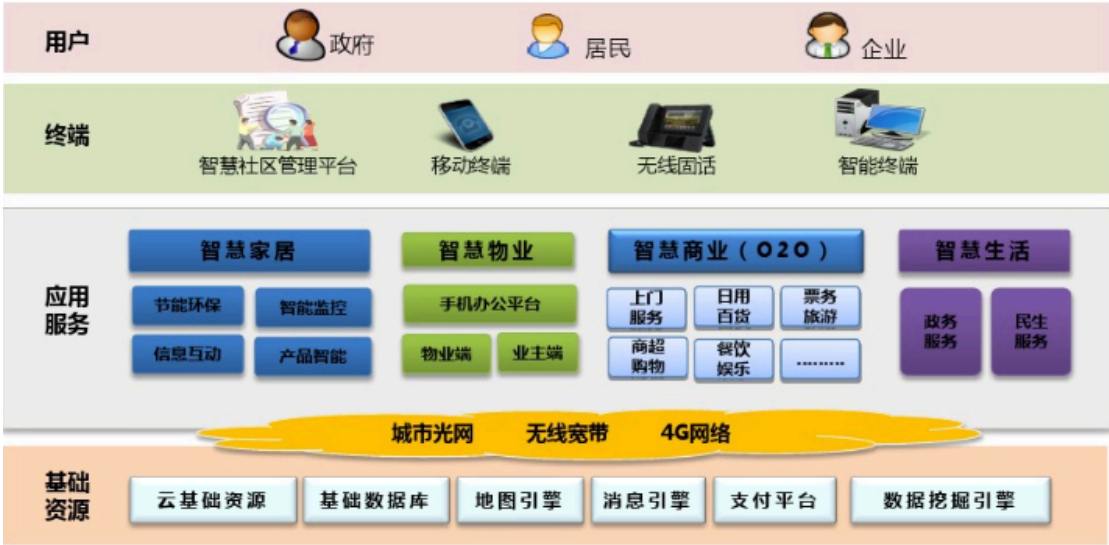 用户
政府
居民
企业
终端
智慧社区管理平台
移动终端
无线固话
智能终端
应用
服务
智慧家居
节能环保
智能监控
信息互动
产品智能
智慧物业
手机办公平台
物业端
业主端
智慧商业（O2O）
上门
服务
日用
百货
票务
旅游
商超
购物
餐饮
娱乐
………
智慧生活
政务
服务
民生
服务
城市光网 无线宽带 4G网络
基础
资源
云基础资源
基础数据库
地图引擎
消息引擎
支付平台
数据挖掘引擎